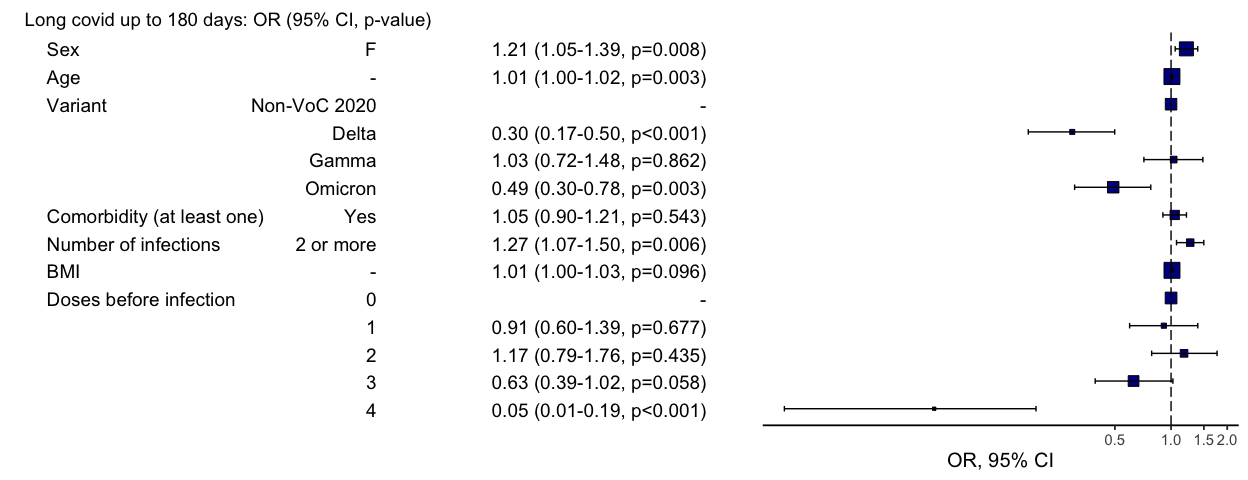 Long covid up to 180 days: OR (95% CI, p-value)
Sex F 1.21 (1.05-1.39, p=0.008)
Age - 1.01 (1.00-1.02, p=0.003)
Variant Non-VoC 2020 -
Delta 0.30 (0.17-0.50, p<0.001)
Gamma 1.03 (0.72-1.48, p=0.862)
Omicron 0.49 (0.30-0.78, p=0.003)
Comorbidity (at least one) Yes 1.05 (0.90-1.21, p=0.543)
Number of infections 2 or more 1.27 (1.07-1.50, p=0.006)
BMI - 1.01 (1.00-1.03, p=0.096)
Doses before infection 0 -
1 0.91 (0.60-1.39, p=0.677)
2 1.17 (0.79-1.76, p=0.435)
3 0.63 (0.39-1.02, p=0.058)
4 0.05 (0.01-0.19, p<0.001)
0.5 1.0 1.5 2.0
OR, 95% CI